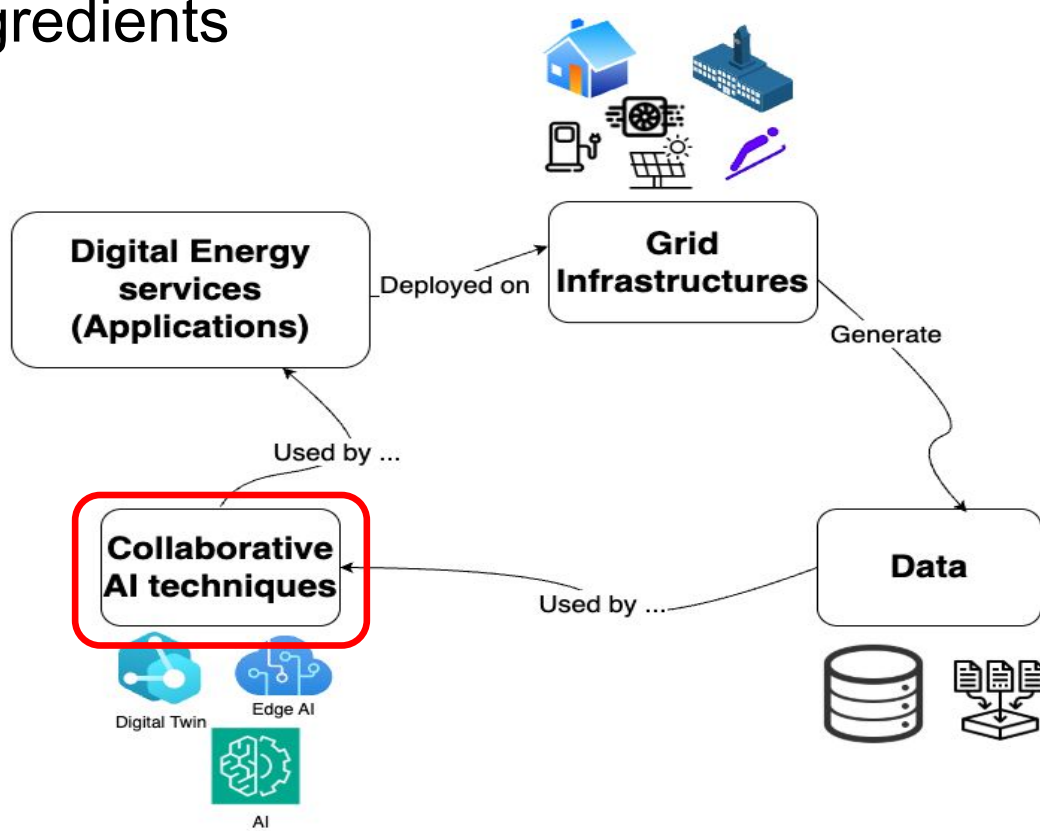 gredients
Digital Energy
services
(Applications)
Deployed on
Grid
Infrastructures
Generate
Used by ...
Collaborative
AI techniques
Used by ...
Data
Digital Twin
Edge AI
AI